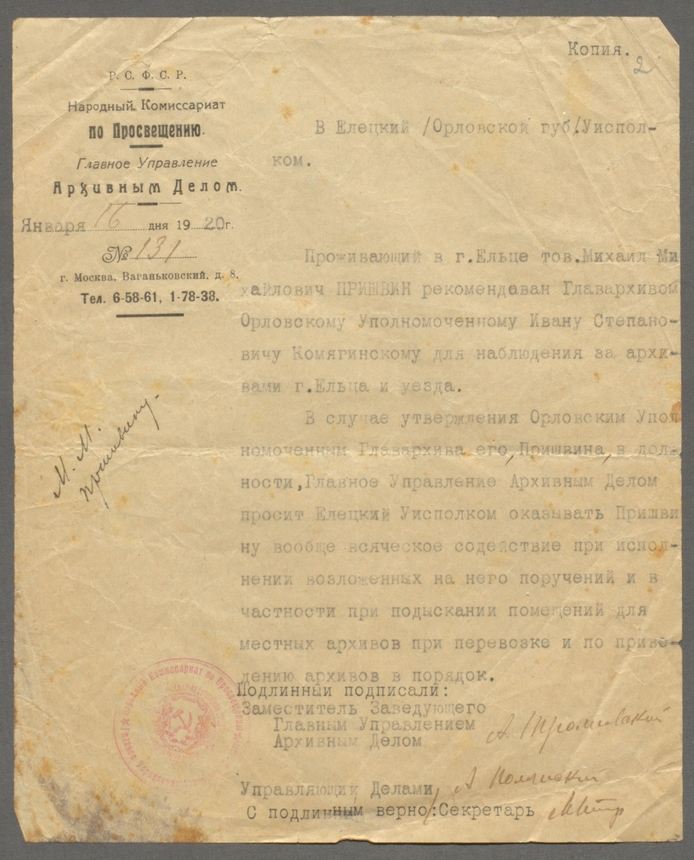 Копия.
2
Р. С. Ф. С. Р.
Народный Комиссариат
по Просвещению.
Главное Управление
Архивным Делом.
Января 16 дня 1920г.
№ 131
г. Москва, Ваганьковский, д. 8.
Тел. 6-58-61, 1-78-38.
В Елецкий /Орловской губ/.Уиспол-
ком.
Проживающий в г.Ельце тов.Михаил Ми
хайлович ПРИШВИН рекомендаван Главархивом
Орловскому Уполномоченному Ивану Степано-
вичу Комягинскому для наблюдения за архи-
вами г.Ельца и уезда.
В случае утверждения Орловским Упол
номоченным Главархива его, Пришвина, в дол
ности,Главное Управление Архивным Делом
просит Елецкий Уисполком оказывать Пришви
ну вообще всяческое содействие при испол-
нении возложенных на него поручений и в
частности при подыскании помещений для
местных архивов при перевозке и по приве-
дению архивов в порядок.
М. М.
Пришвину.
Подлинный подписали:
Заместитель Заведующего
Главным Управлением
Архивным Делом
Управляющий Делами
С подлинным верно:Секретарь